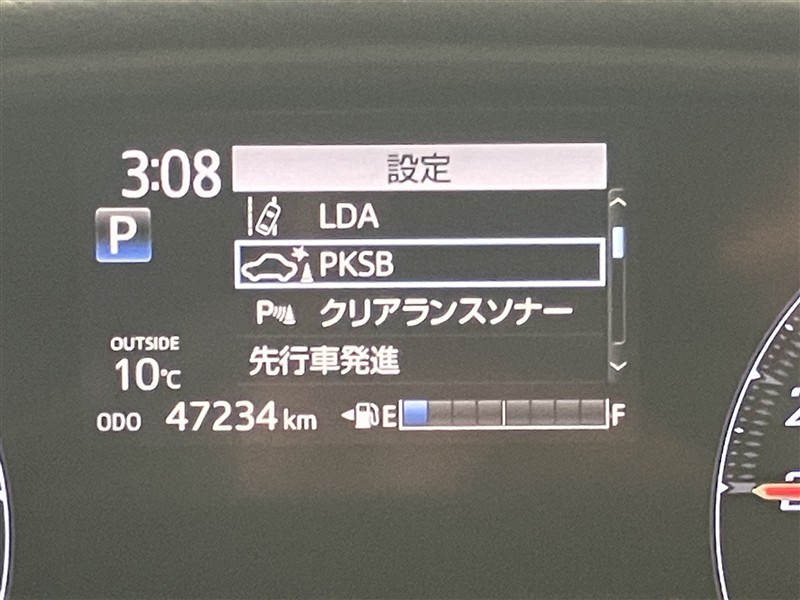 3:08
設定
P
LDA
PKSB
P クリアランスソナー
先行車発進
OUTSIDE
10℃
ODO 47234 km
E F